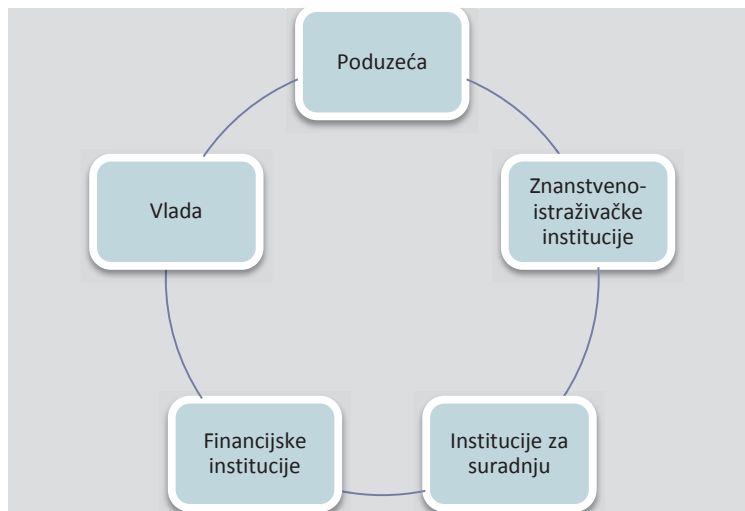 Poduzeća
Znanstveno-
istraživačke
institucije
Institucije za
suradnju
Financijske
institucije
Vlada